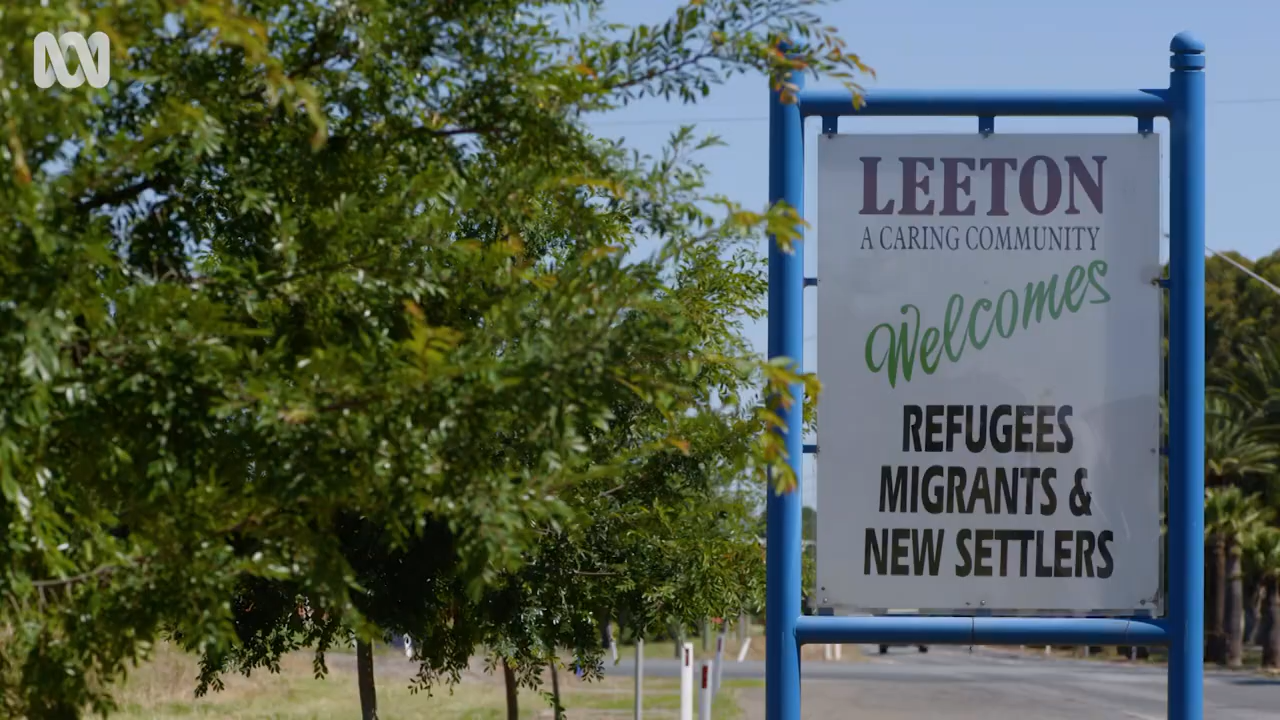 LEETON
A CARING COMMUNITY
Welcomes
REFUGEES
MIGRANTS &
NEW SETTLERS